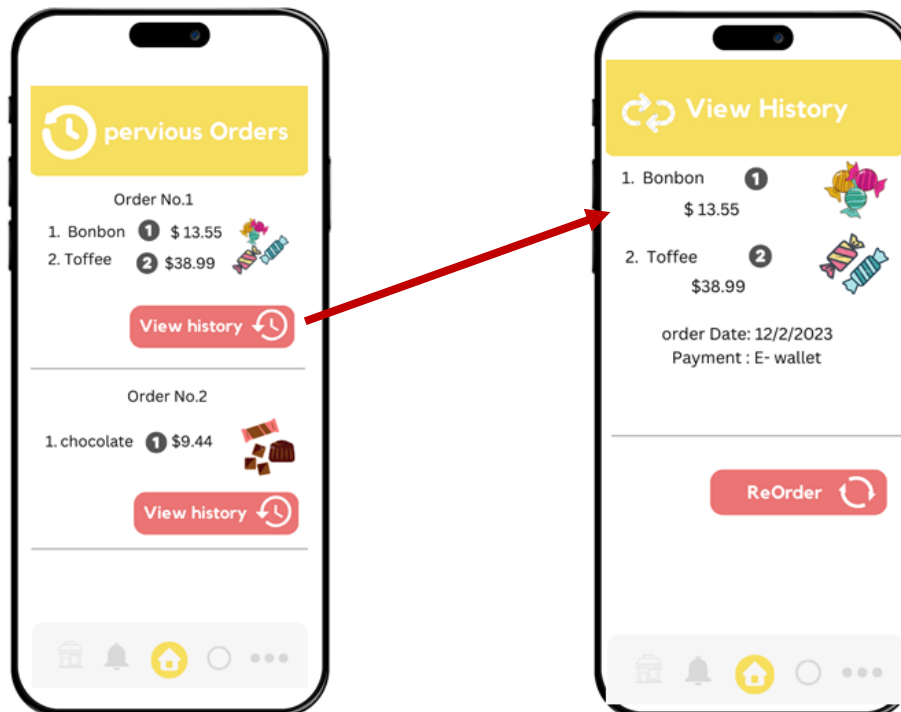 pervious Orders
Order No.1
1. Bonbon 1 $ 13.55
2. Toffee 2 $38.99
View history
Order No.2
1. chocolate 1 $9.44
View history
View History
1. Bonbon 1
$ 13.55
2. Toffee 2
$38.99
order Date: 12/2/2023
Payment : E- wallet
ReOrder